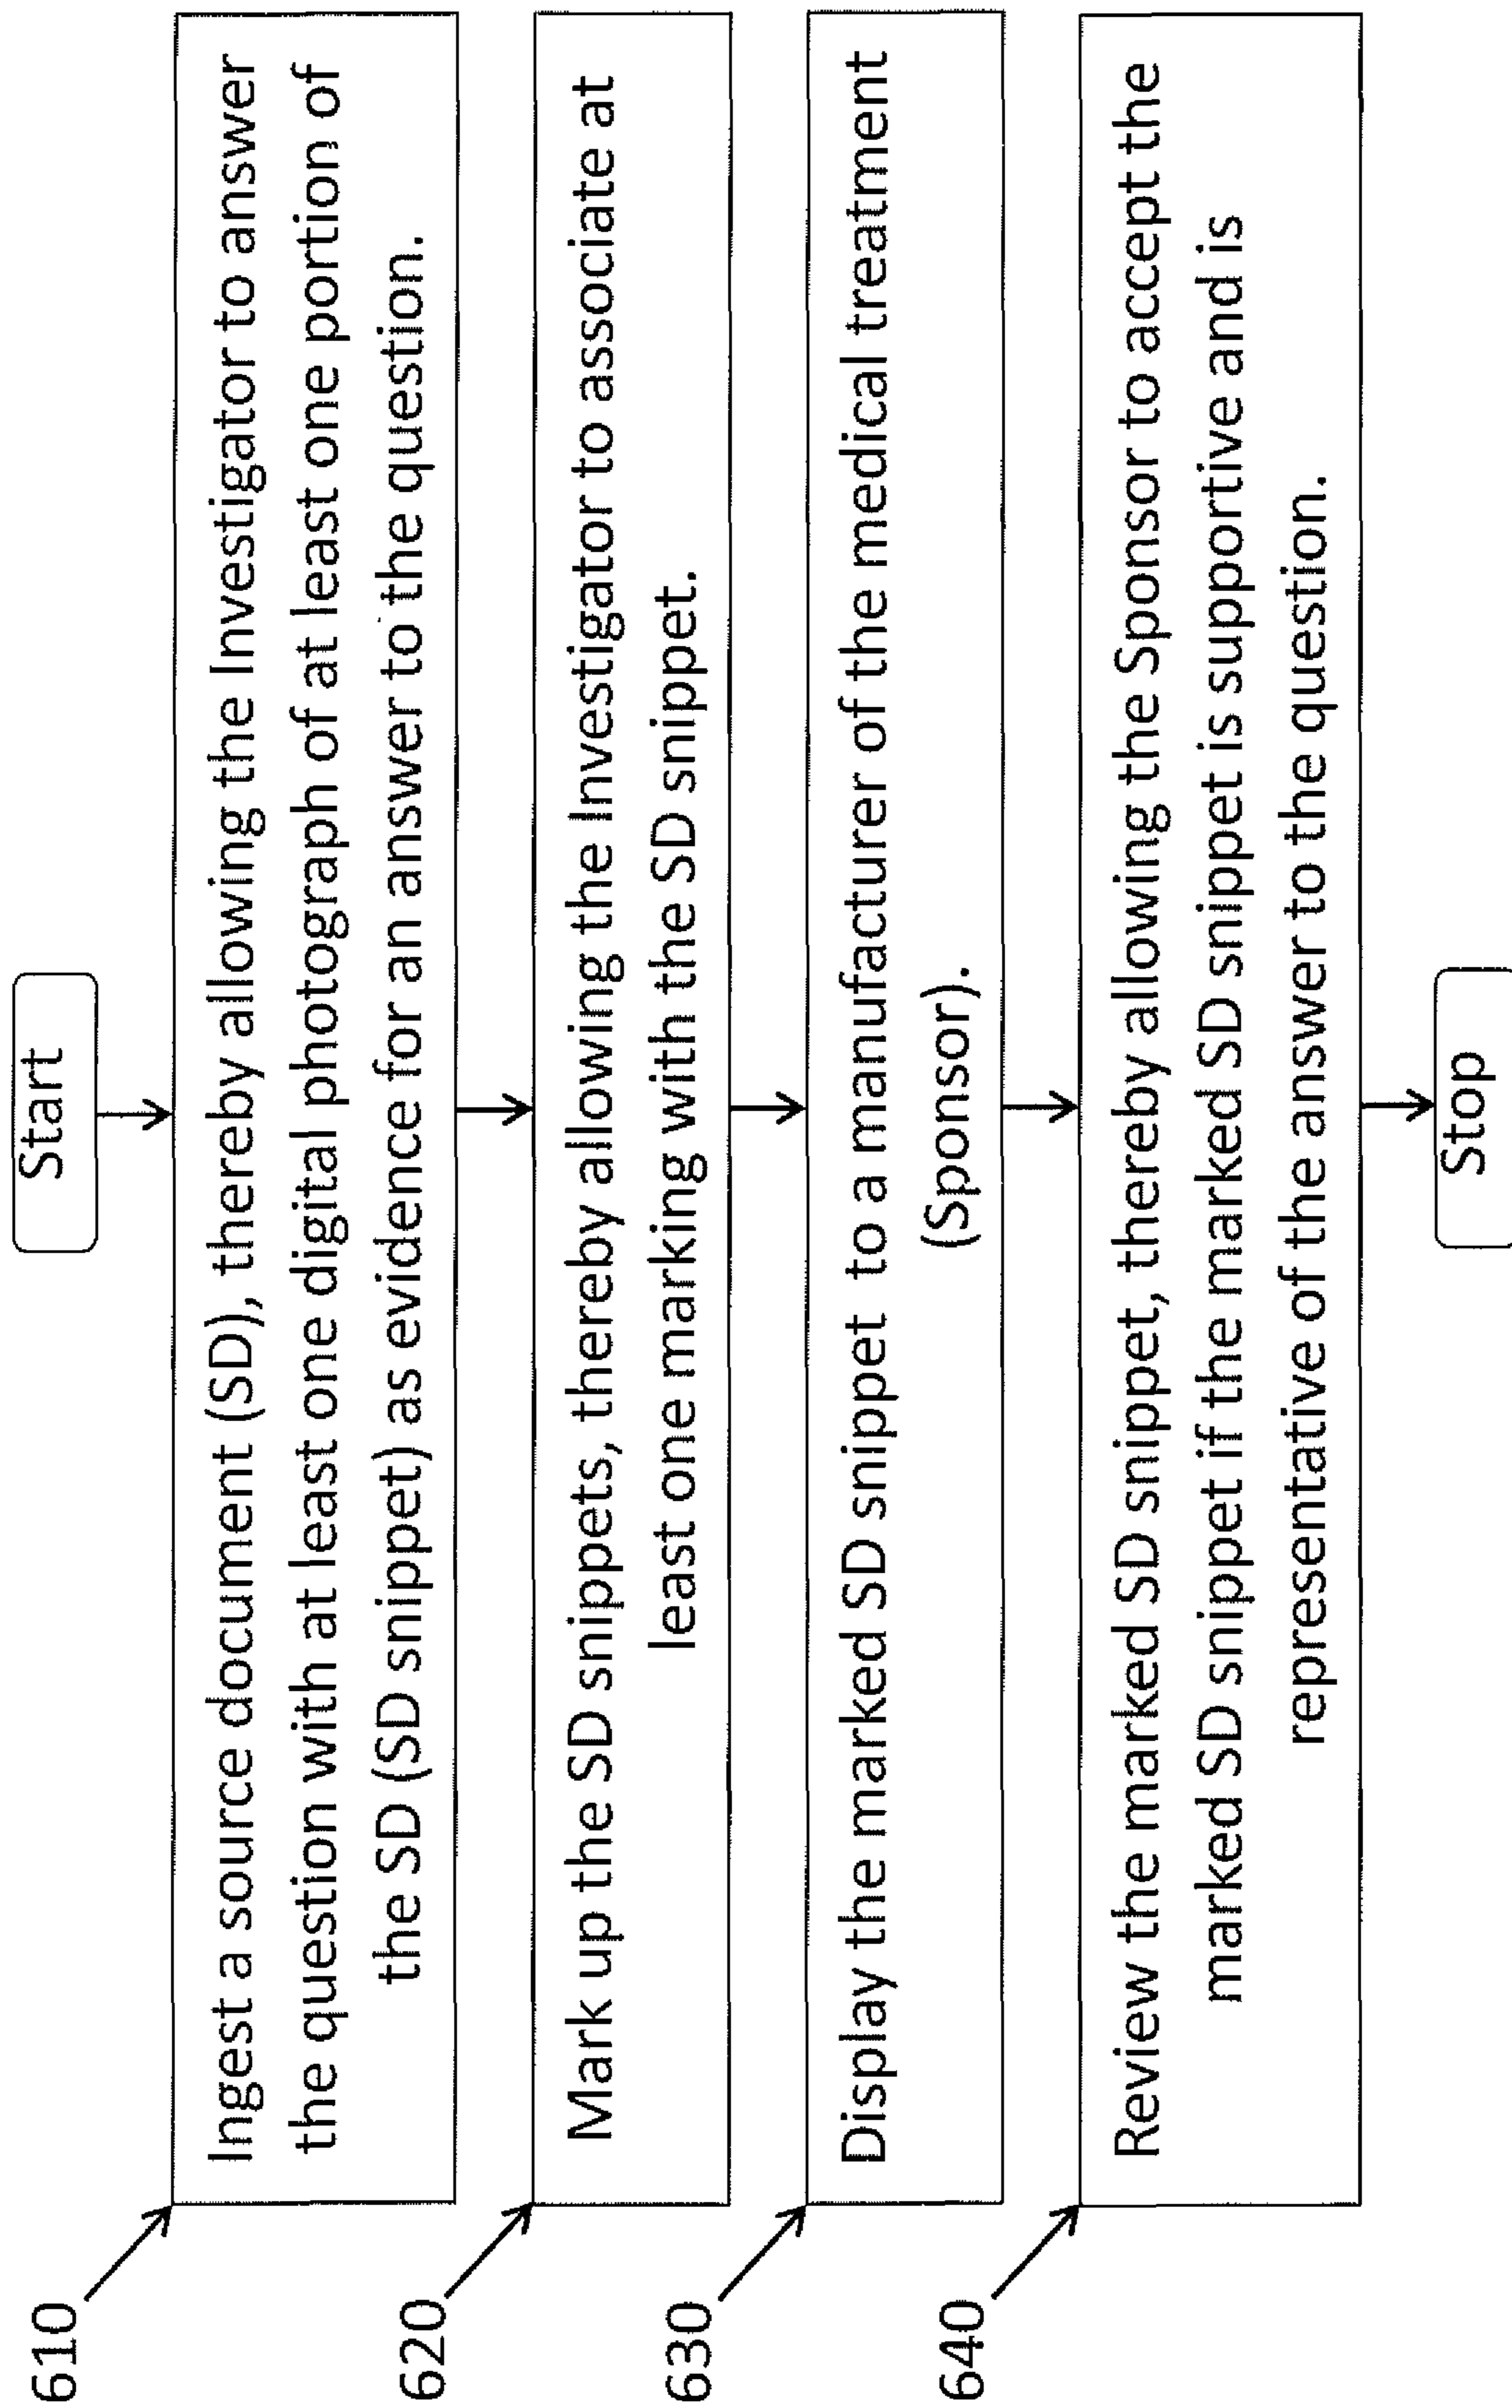 Start
610
Ingest a source document (SD), thereby allowing the Investigator to answer
the question with at least one digital photograph of at least one portion of
the SD (SD snippet) as evidence for an answer to the question.
620
Mark up the SD snippets, thereby allowing the Investigator to associate at
least one marking with the SD snippet.
630
Display the marked SD snippet to a manufacturer of the medical treatment
(Sponsor).
640
Review the marked SD snippet, thereby allowing the Sponsor to accept the
marked SD snippet if the marked SD snippet is supportive and is
representative of the answer to the question.
Stop